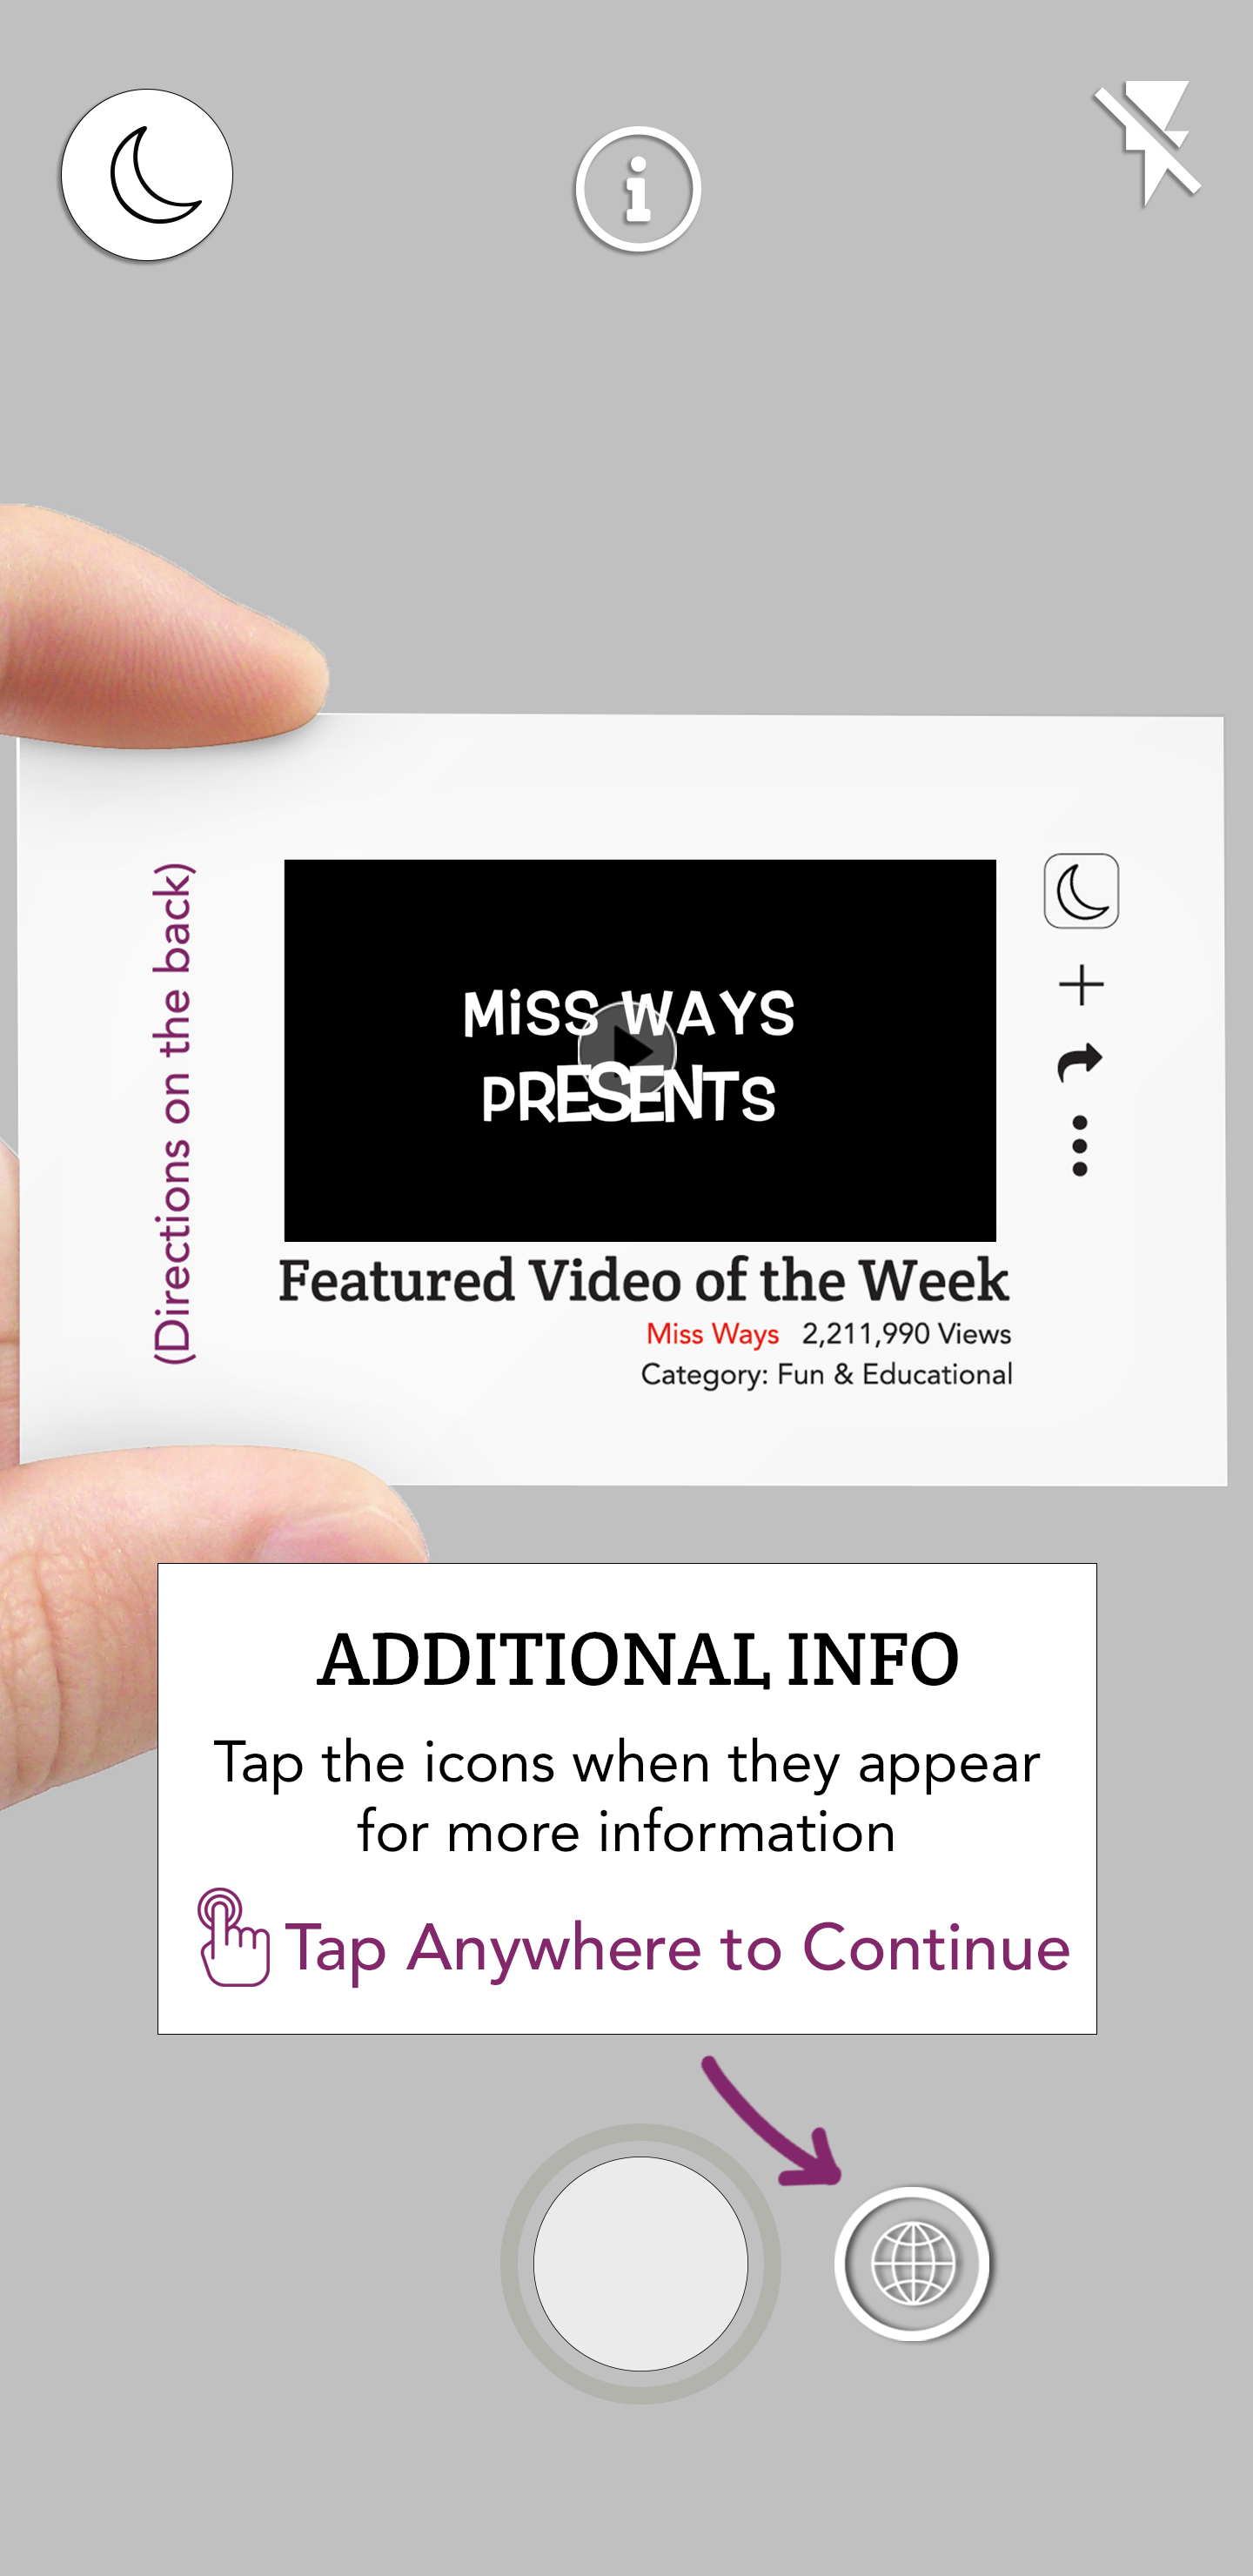 (Directions on the back)
MiSS WAYS
PRESENTS
Featured Video of the Week
Miss Ways 2,211,990 Views
Category: Fun & Educational
ADDITIONAL INFO
Tap the icons when they appear
for more information
Tap Anywhere to Continue